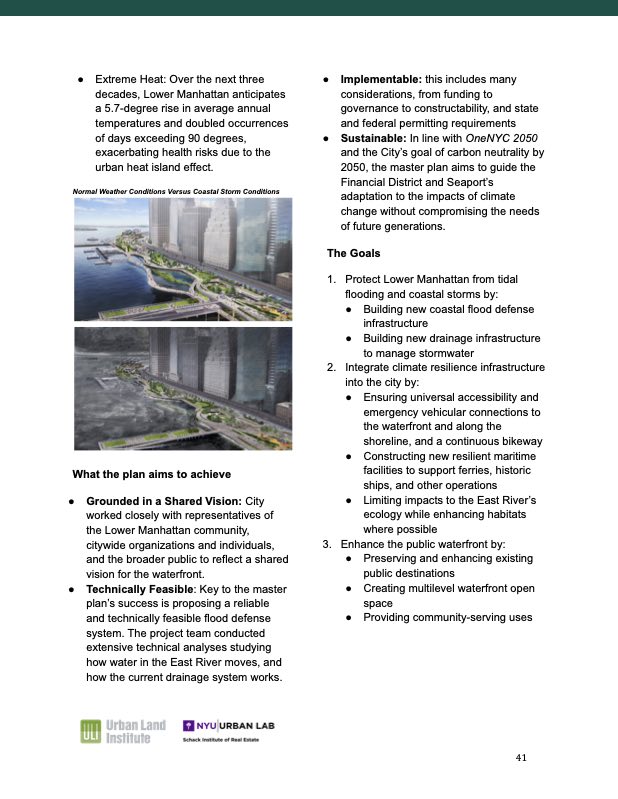 ● Extreme Heat: Over the next three
decades, Lower Manhattan anticipates
a 5.7-degree rise in average annual
temperatures and doubled occurrences
of days exceeding 90 degrees,
exacerbating health risks due to the
urban heat island effect.
Normal Weather Conditions Versus Coastal Storm Conditions
What the plan aims to achieve
● Grounded in a Shared Vision: City
worked closely with representatives of
the Lower Manhattan community,
citywide organizations and individuals,
and the broader public to reflect a shared
vision for the waterfront.
● Technically Feasible: Key to the master
plan’s success is proposing a reliable
and technically feasible flood defense
system. The project team conducted
extensive technical analyses studying
how water in the East River moves, and
how the current drainage system works.
● Implementable: this includes many
considerations, from funding to
governance to constructability, and state
and federal permitting requirements
● Sustainable: In line with OneNYC 2050
and the City’s goal of carbon neutrality by
2050, the master plan aims to guide the
Financial District and Seaport’s
adaptation to the impacts of climate
change without compromising the needs
of future generations.
The Goals
1. Protect Lower Manhattan from tidal
flooding and coastal storms by:
● Building new coastal flood defense
infrastructure
● Building new drainage infrastructure
to manage stormwater
2. Integrate climate resilience infrastructure
into the city by:
● Ensuring universal accessibility and
emergency vehicular connections to
the waterfront and along the
shoreline, and a continuous bikeway
● Constructing new resilient maritime
facilities to support ferries, historic
ships, and other operations
● Limiting impacts to the East River’s
ecology while enhancing habitats
where possible
3. Enhance the public waterfront by:
● Preserving and enhancing existing
public destinations
● Creating multilevel waterfront open
space
● Providing community-serving uses
ULI Urban Land
Institute
NYU URBAN LAB
Schack Institute of Real Estate
41